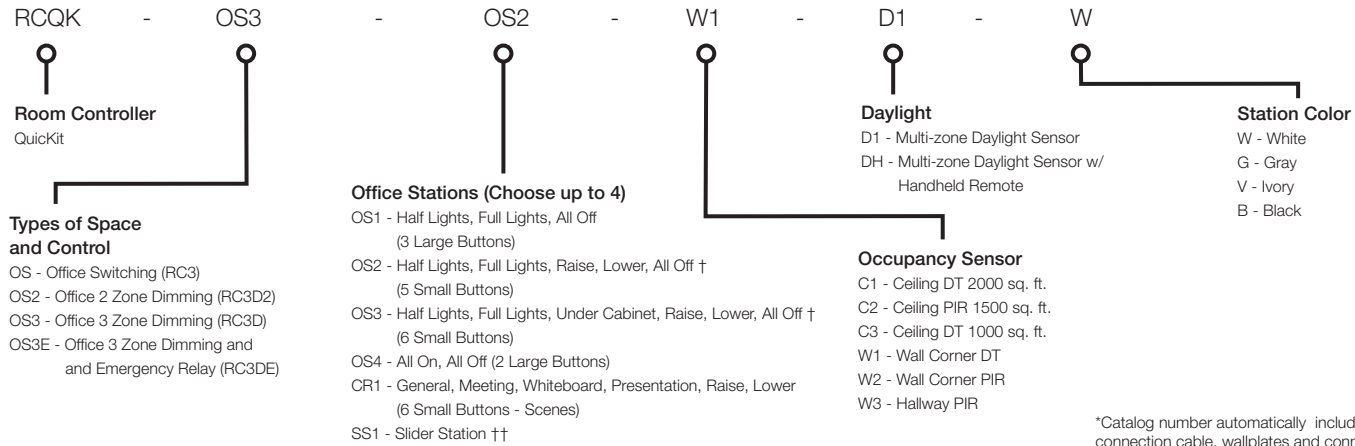 RCQK - OS3 - OS2 - W1 - D1 - W
Room Controller
QuicKit
Types of Space
and Control
OS - Office Switching (RC3)
OS2 - Office 2 Zone Dimming (RC3D2)
OS3 - Office 3 Zone Dimming (RC3D)
OS3E - Office 3 Zone Dimming and
and Emergency Relay (RC3DE)
Office Stations (Choose up to 4)
OS1 - Half Lights, Full Lights, All Off
(3 Large Buttons)
OS2 - Half Lights, Full Lights, Raise, Lower, All Off †
(5 Small Buttons)
OS3 - Half Lights, Full Lights, Under Cabinet, Raise, Lower, All Off †
(6 Small Buttons)
OS4 - All On, All Off (2 Large Buttons)
CR1 - General, Meeting, Whiteboard, Presentation, Raise, Lower
(6 Small Buttons - Scenes)
SS1 - Slider Station ††
Daylight
D1 - Multi-zone Daylight Sensor
DH - Multi-zone Daylight Sensor w/
Handheld Remote
Occupancy Sensor
C1 - Ceiling DT 2000 sq. ft.
C2 - Ceiling PIR 1500 sq. ft.
C3 - Ceiling DT 1000 sq. ft.
W1 - Wall Corner DT
W2 - Wall Corner PIR
W3 - Hallway PIR
Station Color
W - White
G - Gray
V - Ivory
B - Black
*Catalog number automatically includ
connection cable, wallplates and